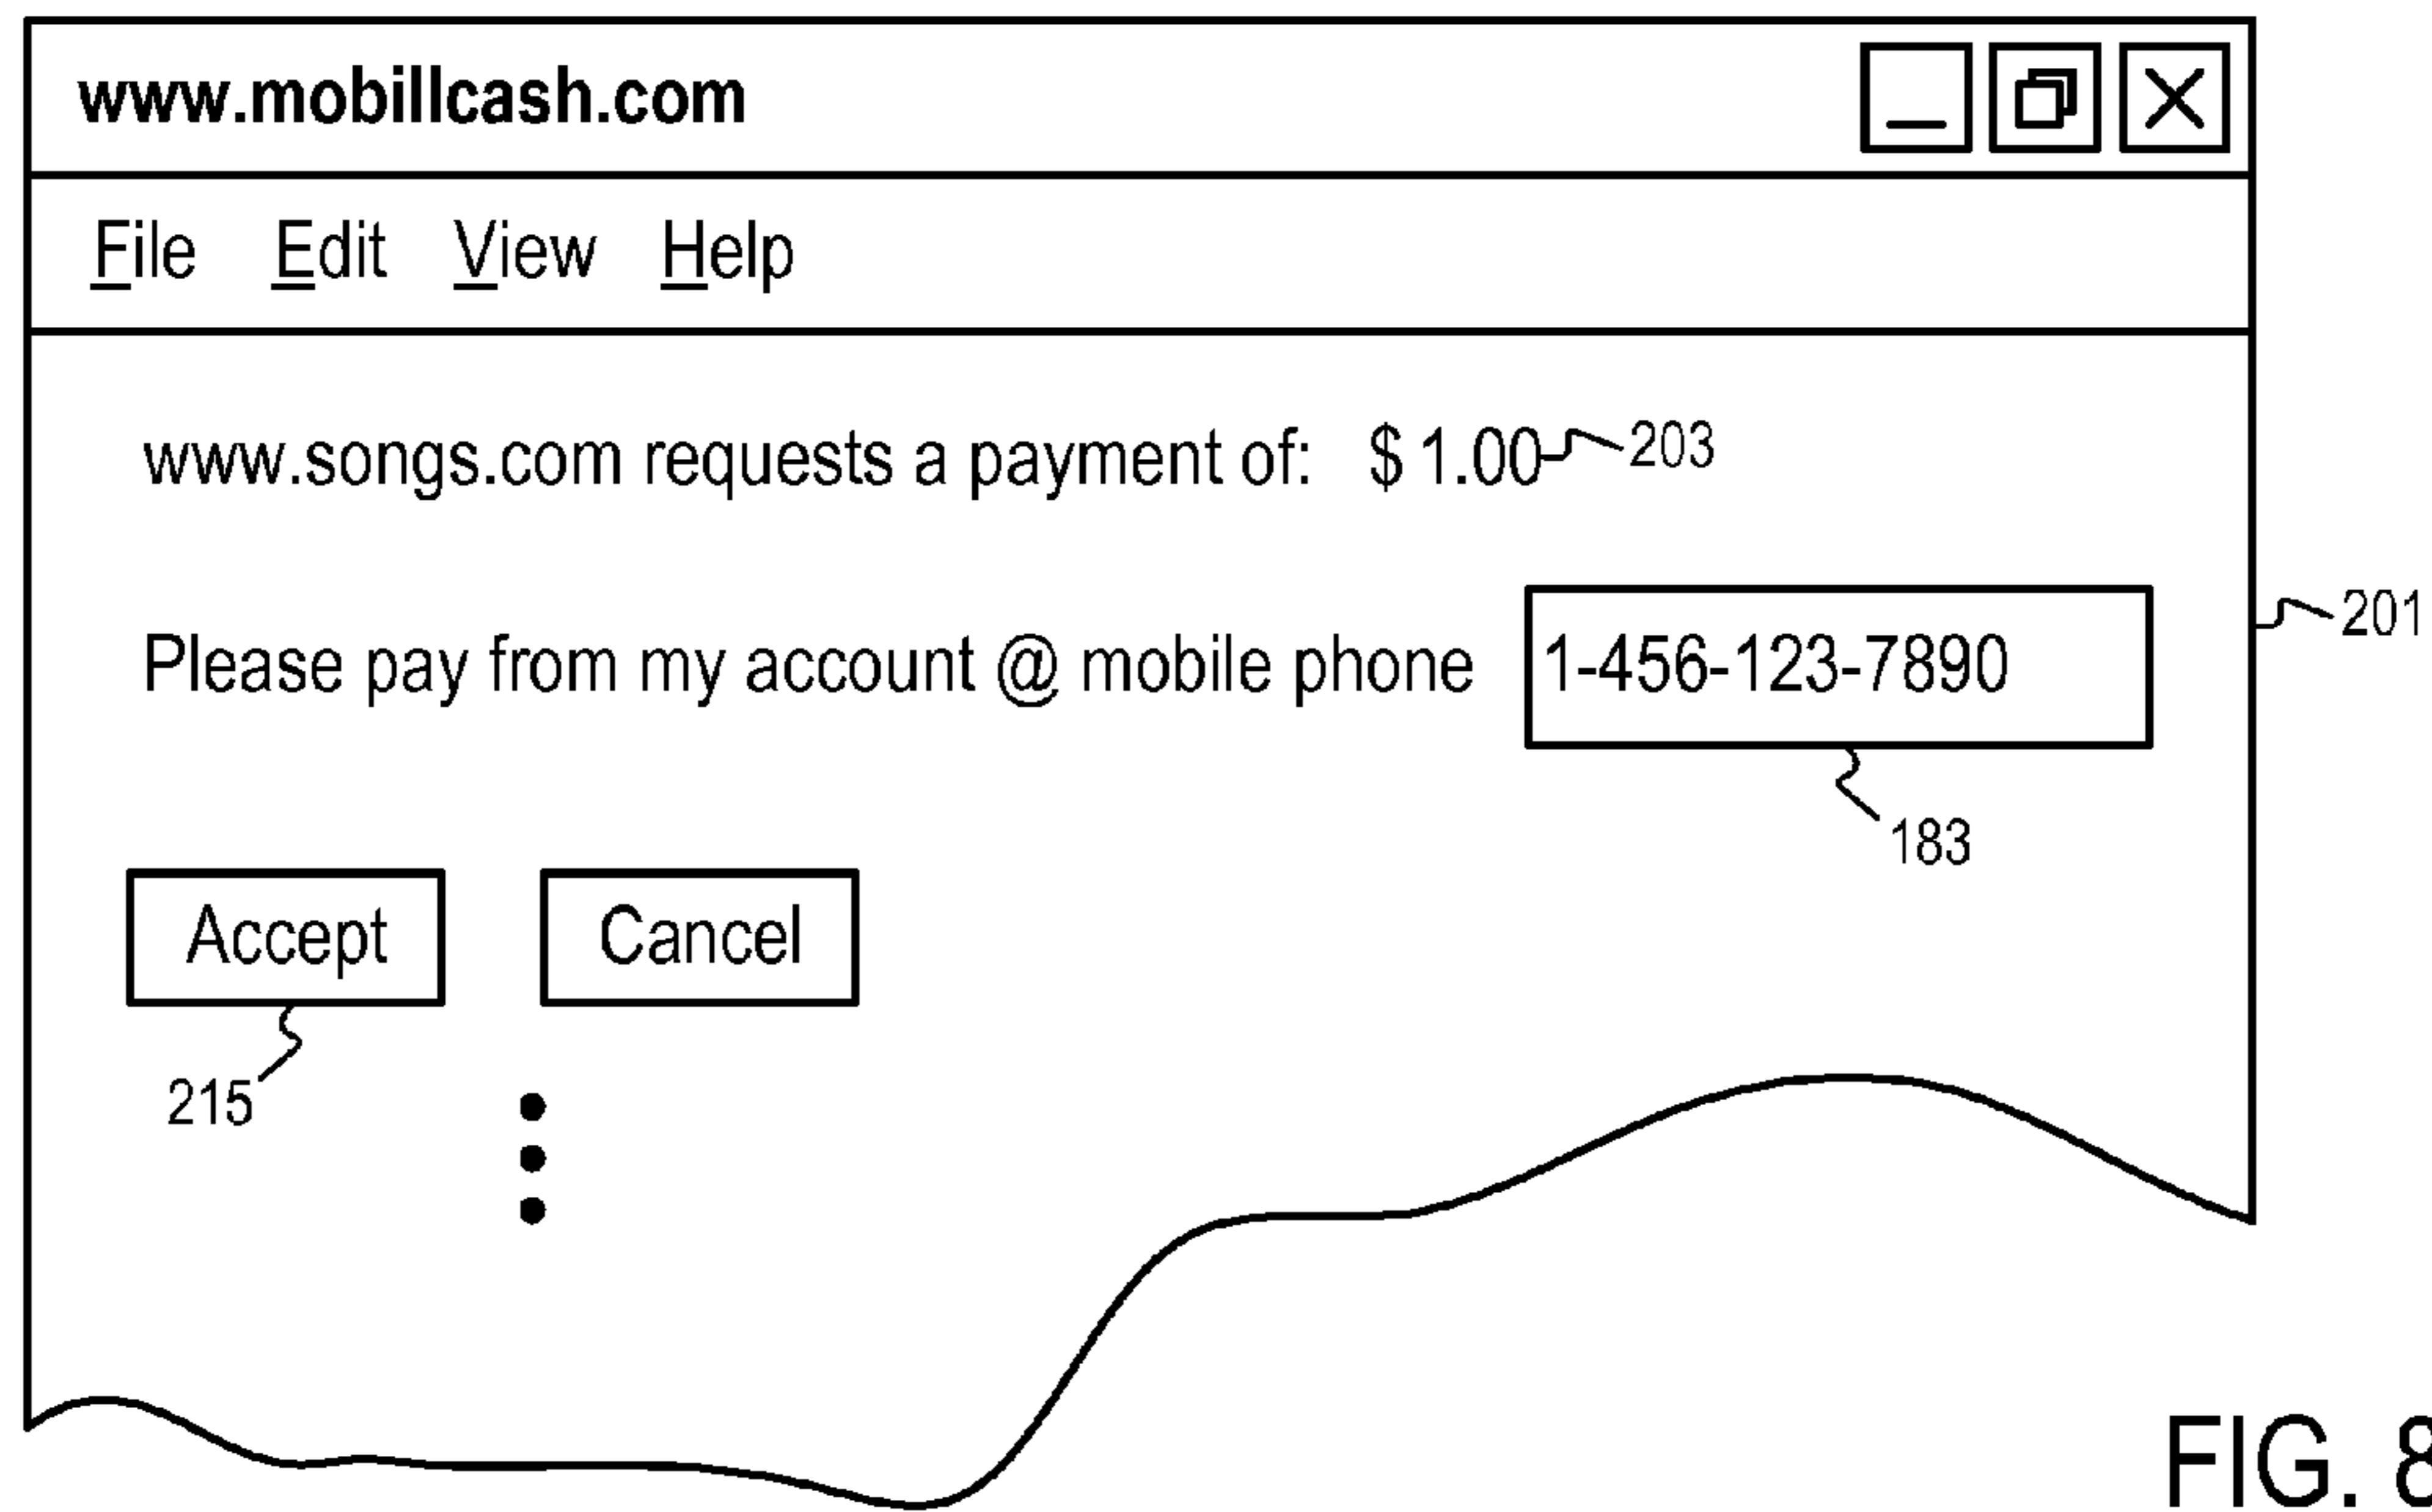 www.mobillcash.com
File Edit View Help
www.songs.com requests a payment of: $ 1.00 203
201
Please pay from my account @ mobile phone 1-456-123-7890
183
Accept Cancel
215
FIG. 8